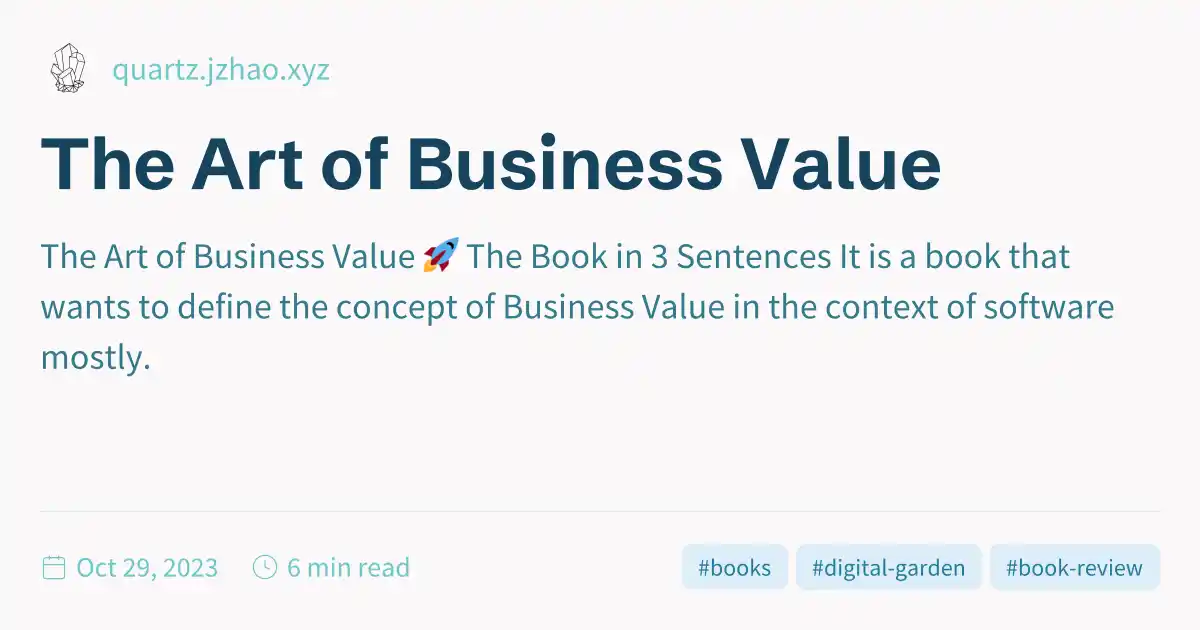 quartz.jzhao.xyz
The Art of Business Value
The Art of Business Value 🚀 The Book in 3 Sentences It is a book that
wants to define the concept of Business Value in the context of software
mostly.
Oct 29, 2023 6 min read #books #digital-garden #book-review